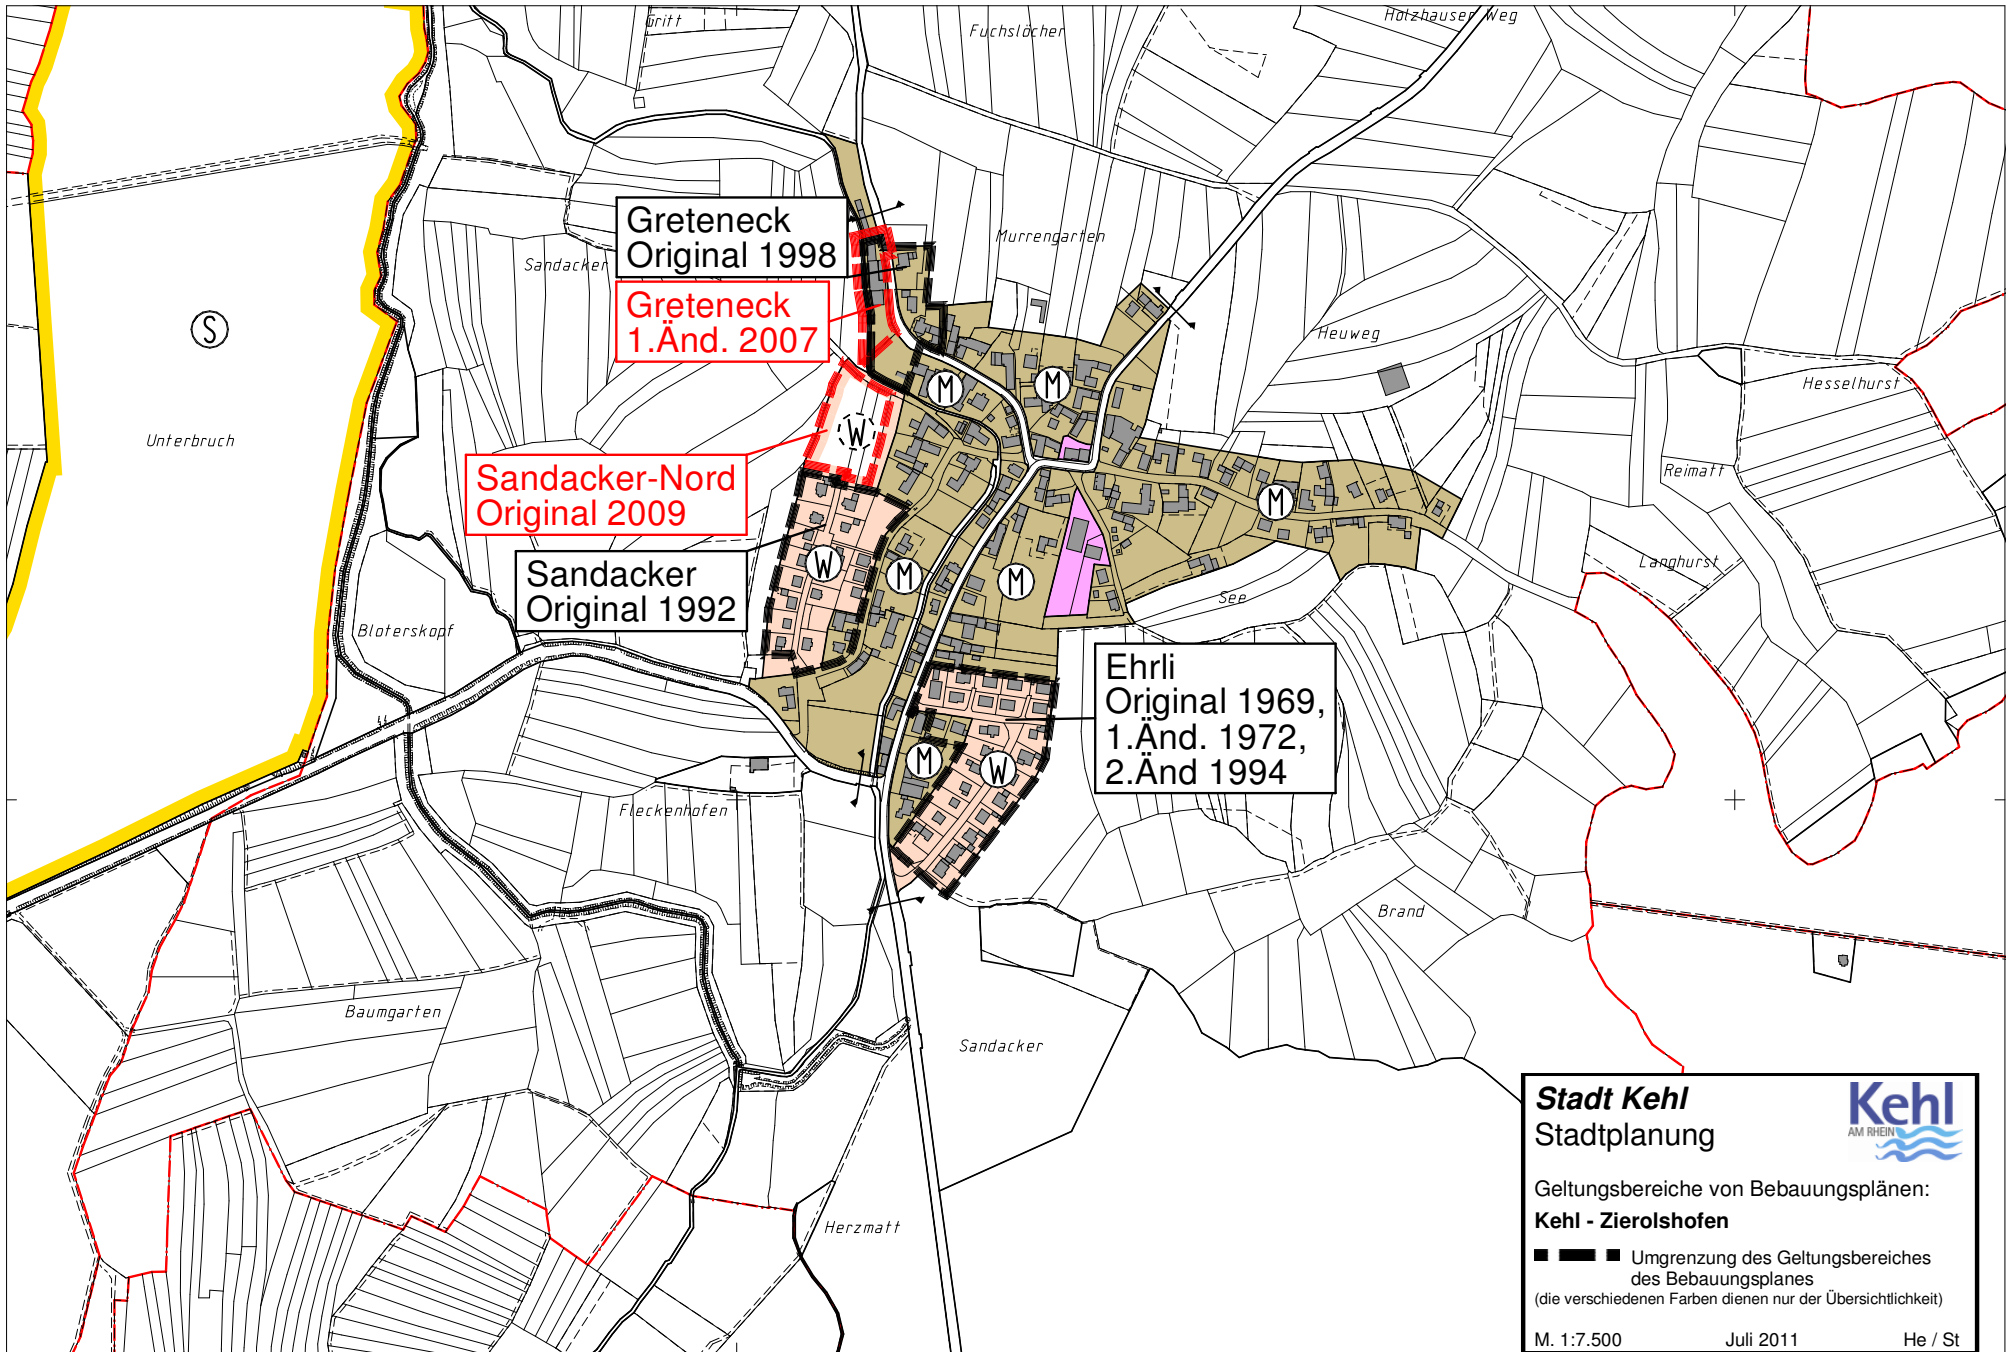 Gritt
Fuchslöcher
Holzhauser Weg
Greteneck
Original 1998
Murrengarten
Sandacker
Greteneck
1.Änd. 2007
S
Heuweg
Hesselhurst
M
M
Unterbruch
W
Sandacker-Nord
Original 2009
Reimatt
M
Sandacker
Original 1992
W
M
M
Langhurst
See
Bloterskopf
Ehrli
Original 1969,
1.Änd. 1972,
2.Änd 1994
M
W
Fleckenhofen
Brand
Baumgarten
Sandacker
Herzmatt
Stadt Kehl
Stadtplanung
Kehl
AM RHEIN
Geltungsbereiche von Bebauungsplänen:
Kehl - Zierolshofen
Umgrenzung des Geltungsbereiches
des Bebauungsplanes
(die verschiedenen Farben dienen nur der Übersichtlichkeit)
M. 1:7.500 Juli 2011 He / St